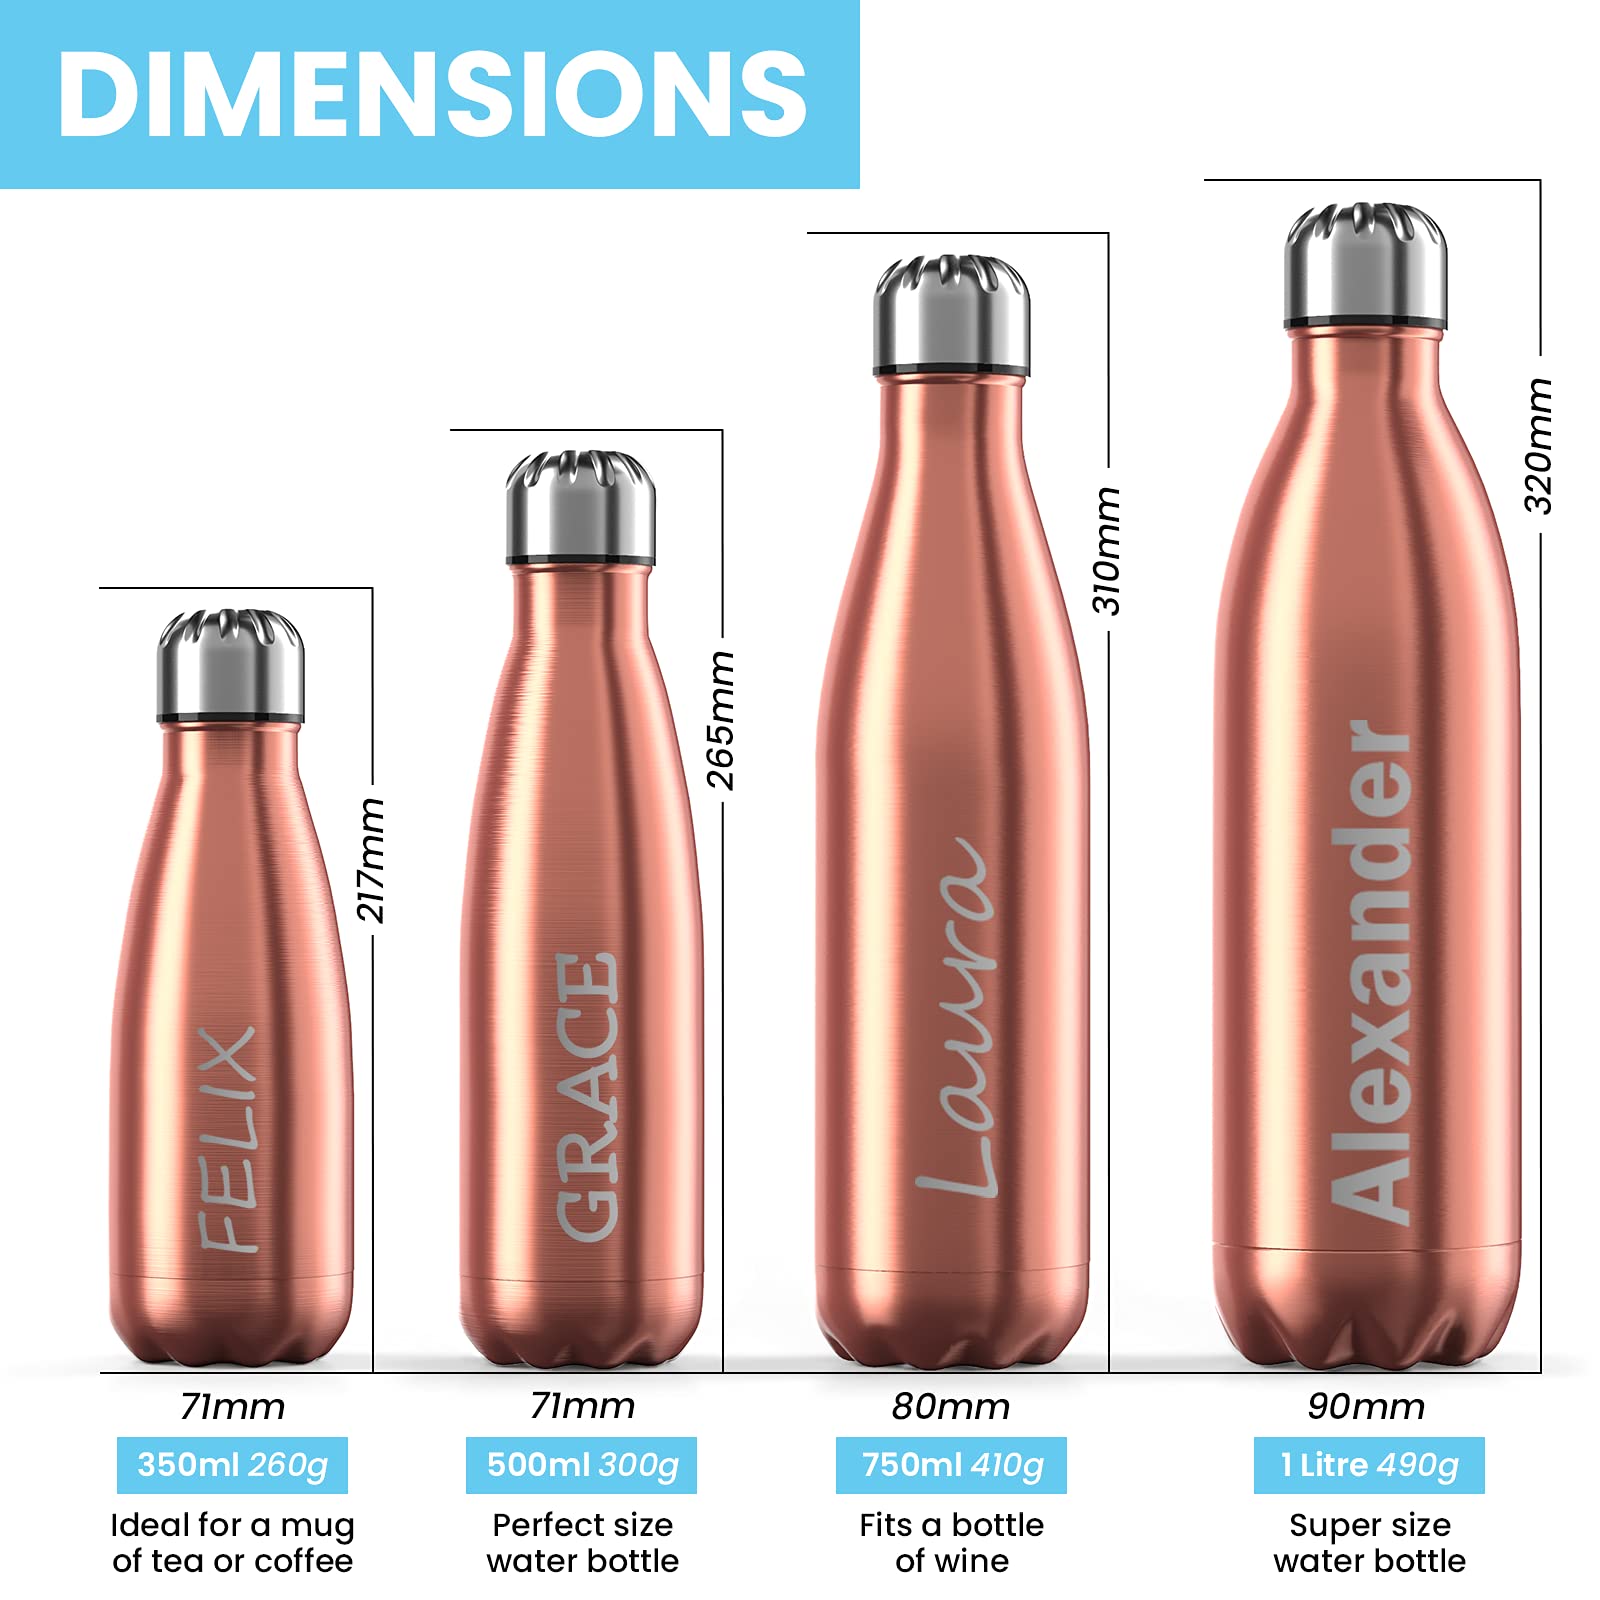 DIMENSIONS
320mm
310mm
265mm
217mm
FELIX
GRACE
Laura
Alexander
71mm
71mm
80mm
90mm
350ml 260g
500ml 300g
750ml 410g
1 Litre 490g
Ideal for a mug
of tea or coffee
Perfect size
water bottle
Fits a bottle
of wine
Super size
water bottle